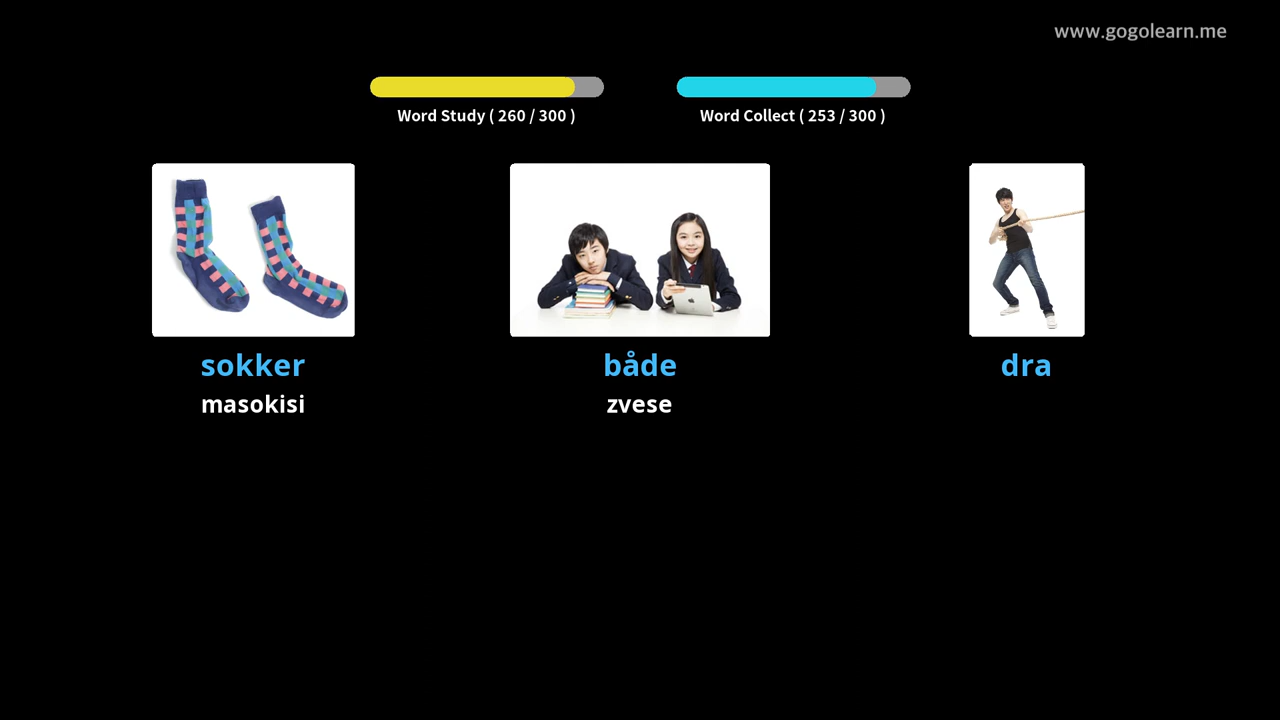 www.gogolearn.me
Word Study ( 260 / 300 )
Word Collect ( 253 / 300 )
sokker
både
dra
masokisi
zvese